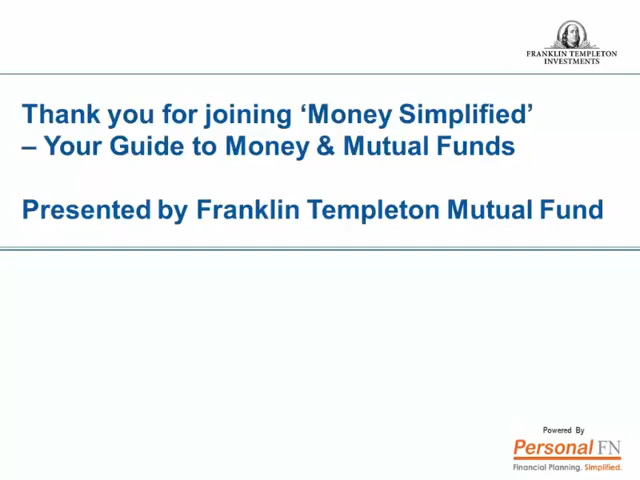 FRANKLIN TEMPLETON
INVESTMENTS
Thank you for joining ‘Money Simplified’
– Your Guide to Money & Mutual Funds
Presented by Franklin Templeton Mutual Fund
Powered By
Personal FN
Financial Planning. Simplified.